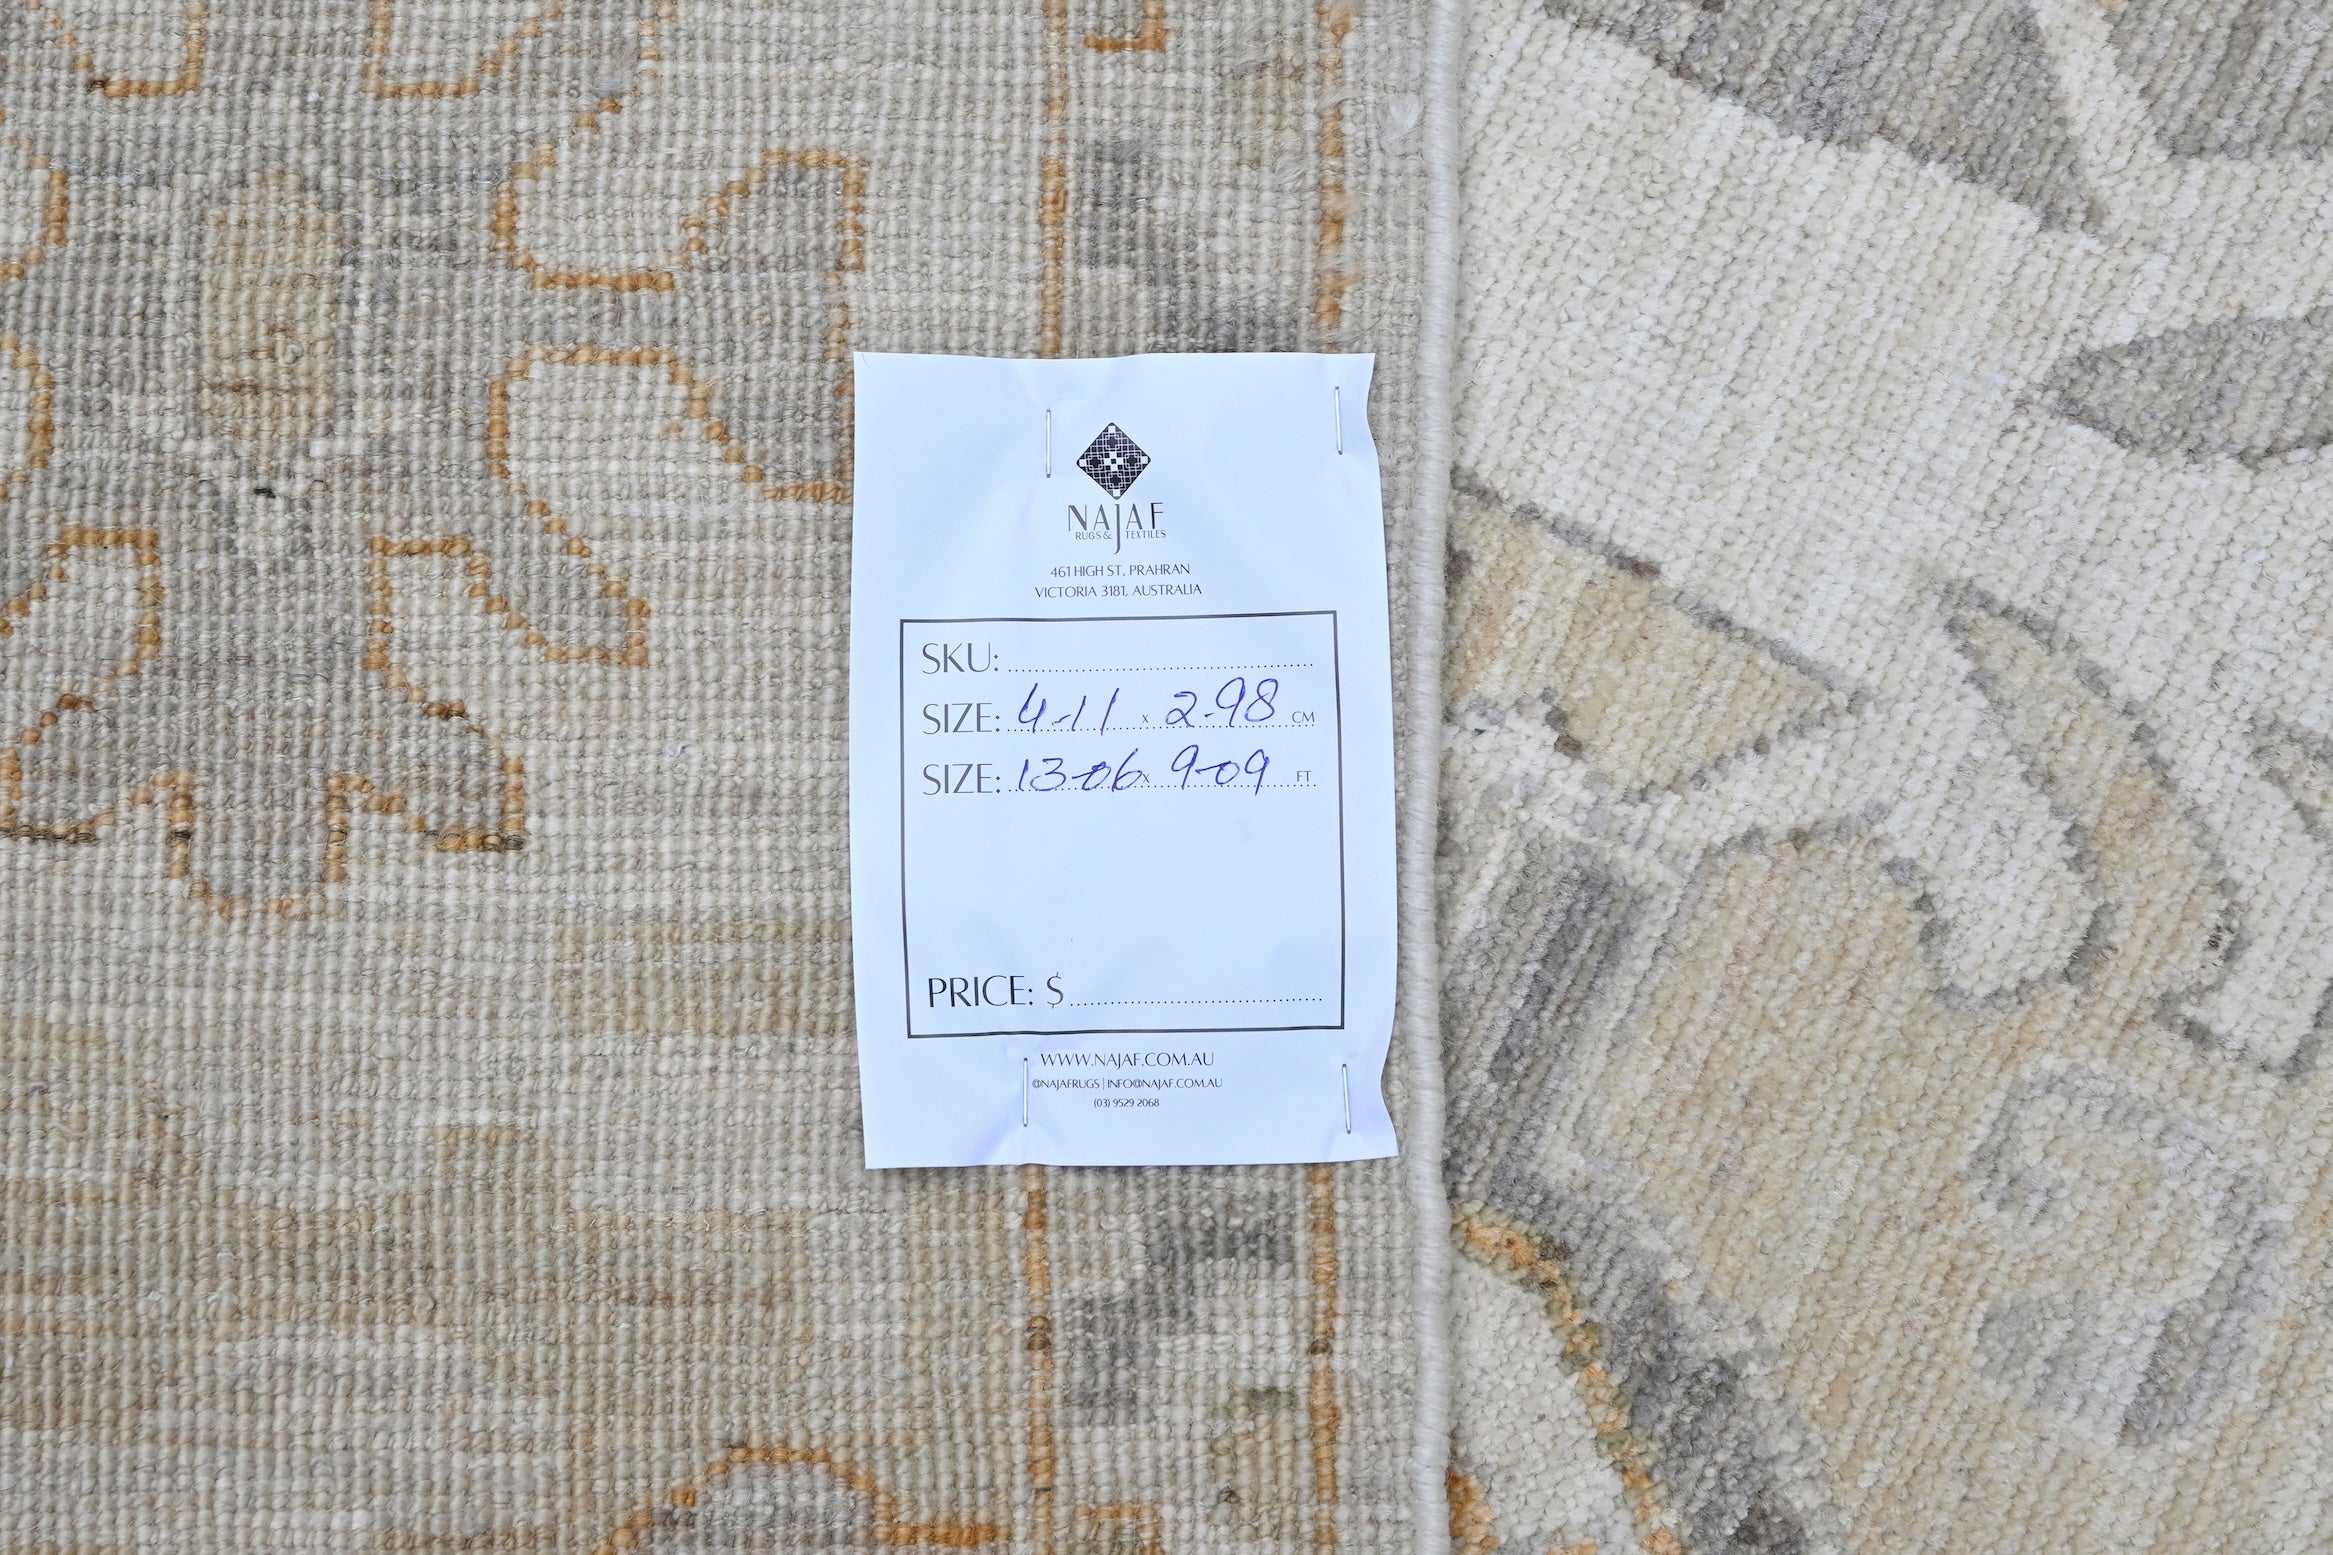 NAJAF
RUGS & TEXTILES
461 HIGH ST, PRAHRAN
VICTORIA 3181, AUSTRALIA
SKU:
SIZE: 4-11 x 2-98 CM
SIZE: 13-06 x 9-09 FT
PRICE: $
WWW.NAJAF.COM.AU
@NAJAFRUGS | INFO@NAJAF.COM.AU
(03) 9529 2068